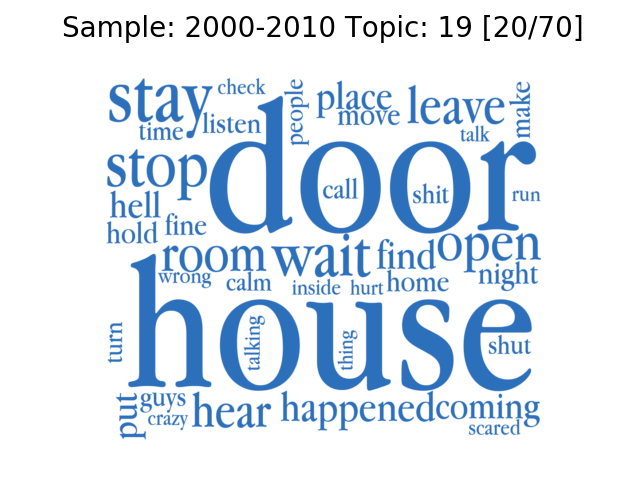 Sample: 2000-2010 Topic: 19 [20/70]
stay check people place leave make
time listen move talk
door
stop call shit run
hell
hold fine
room wait find open
wrong calm inside hurt home night
house
turn talking thing shut
put guys hear happened coming
crazy scared